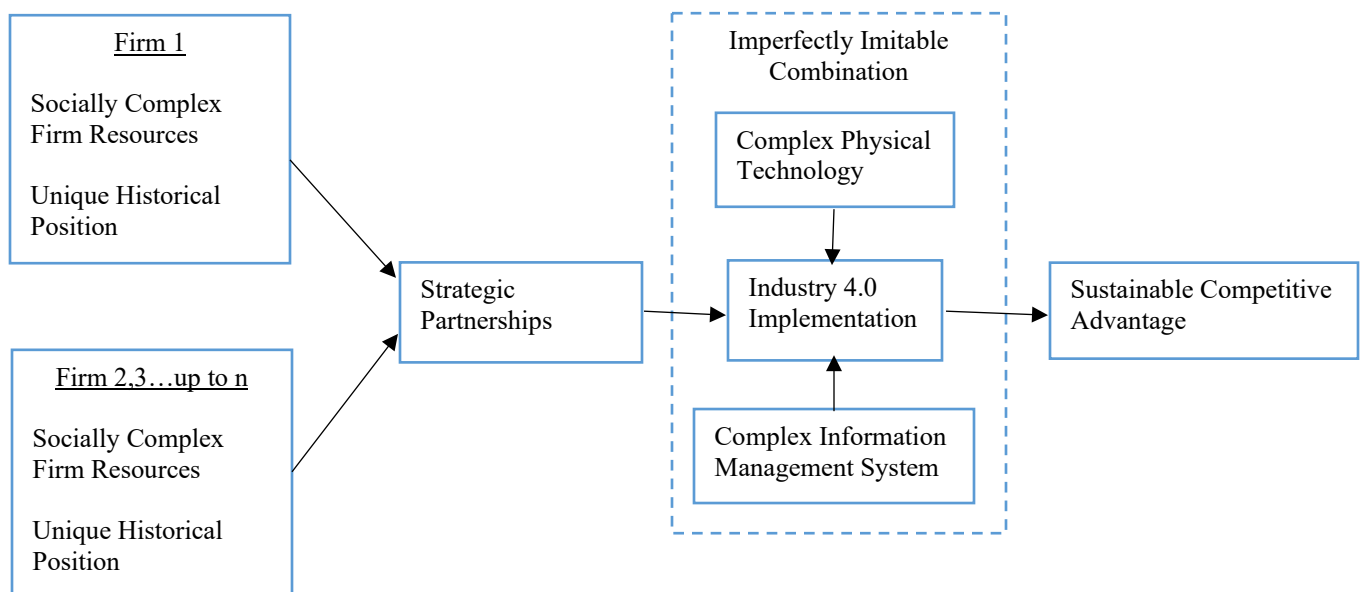 Firm 1
Socially Complex
Firm Resources
Unique Historical
Position
Firm 2,3…up to n
Socially Complex
Firm Resources
Unique Historical
Position
Strategic
Partnerships
Imperfectly Imitable
Combination
Complex Physical
Technology
Industry 4.0
Implementation
Complex Information
Management System
Sustainable Competitive
Advantage